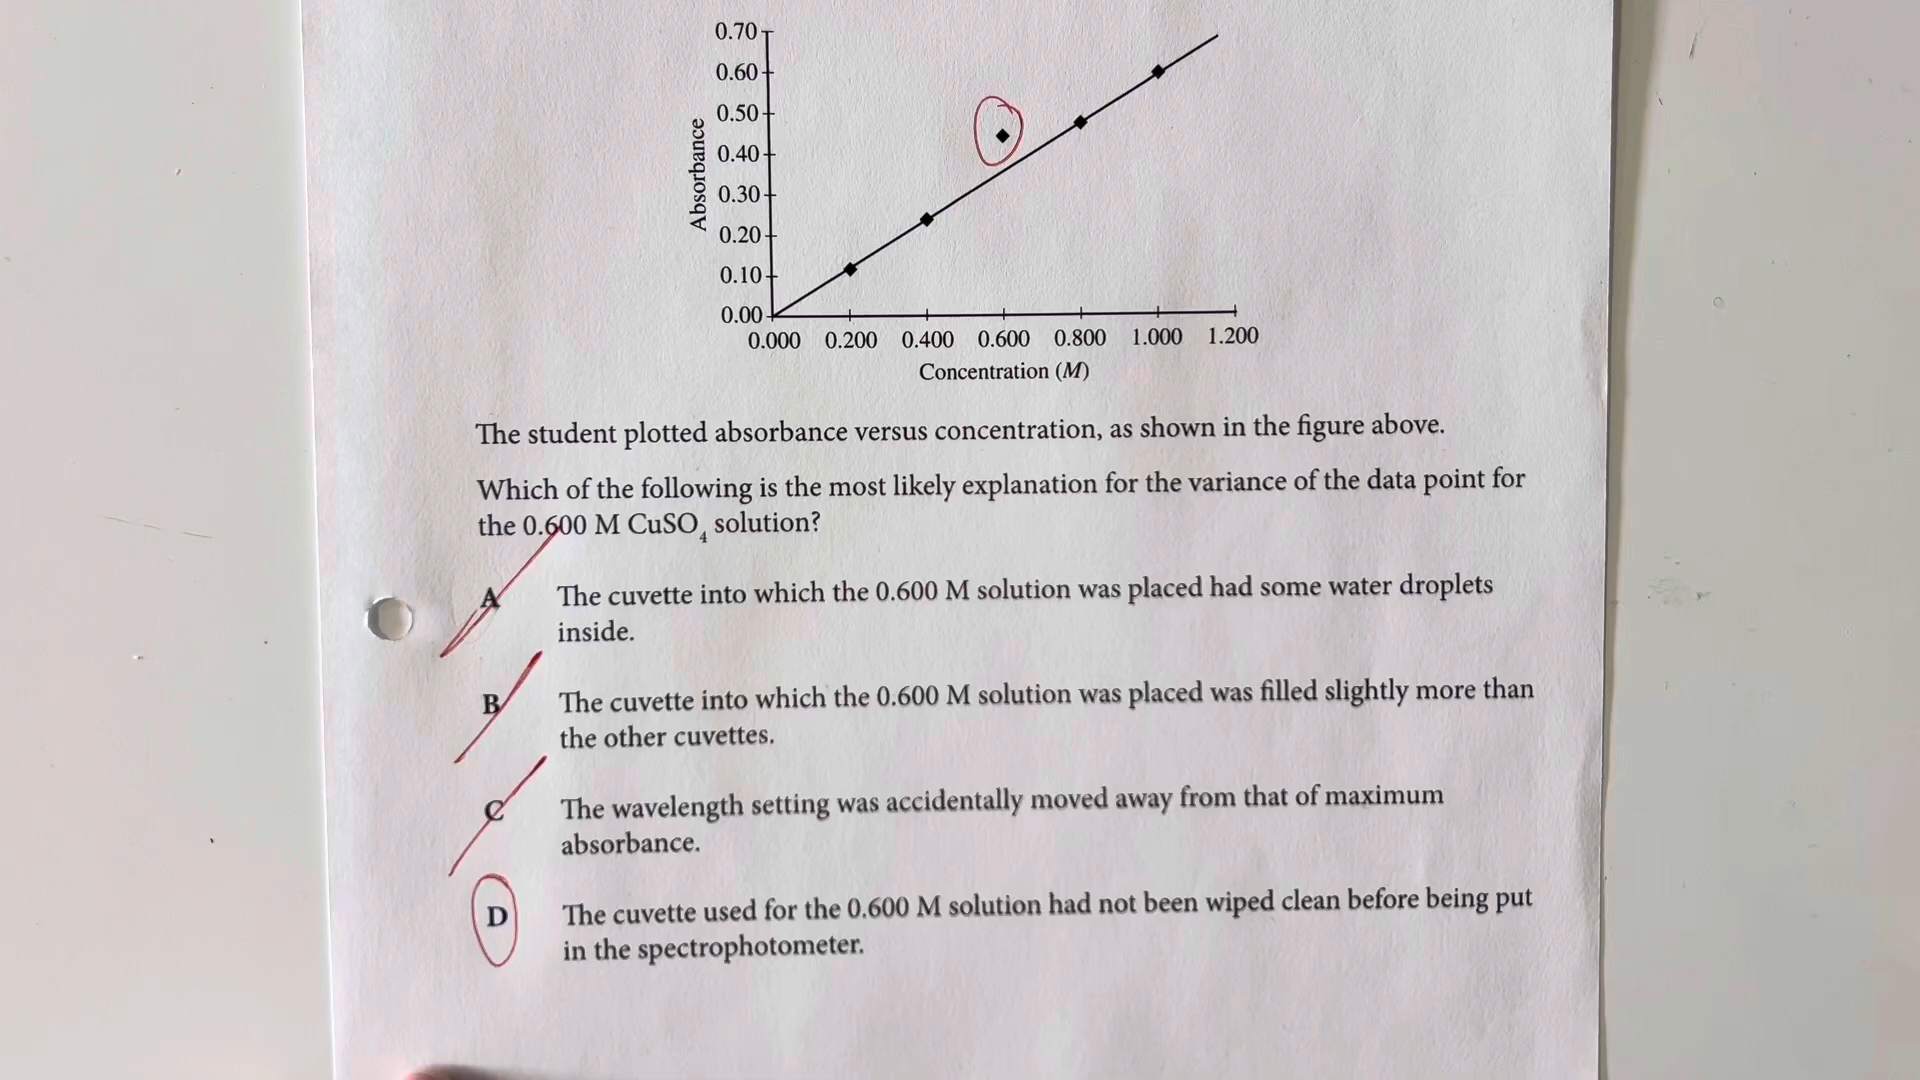 0.70
0.60
0.50
0.40
0.30
0.20
0.10
0.00
Absorbance
0.000 0.200 0.400 0.600 0.800 1.000 1.200
Concentration (M)
The student plotted absorbance versus concentration, as shown in the figure above.
Which of the following is the most likely explanation for the variance of the data point for
the 0.600 M CuSO₄ solution?
A The cuvette into which the 0.600 M solution was placed had some water droplets
inside.
B The cuvette into which the 0.600 M solution was placed was filled slightly more than
the other cuvettes.
C The wavelength setting was accidentally moved away from that of maximum
absorbance.
D The cuvette used for the 0.600 M solution had not been wiped clean before being put
in the spectrophotometer.